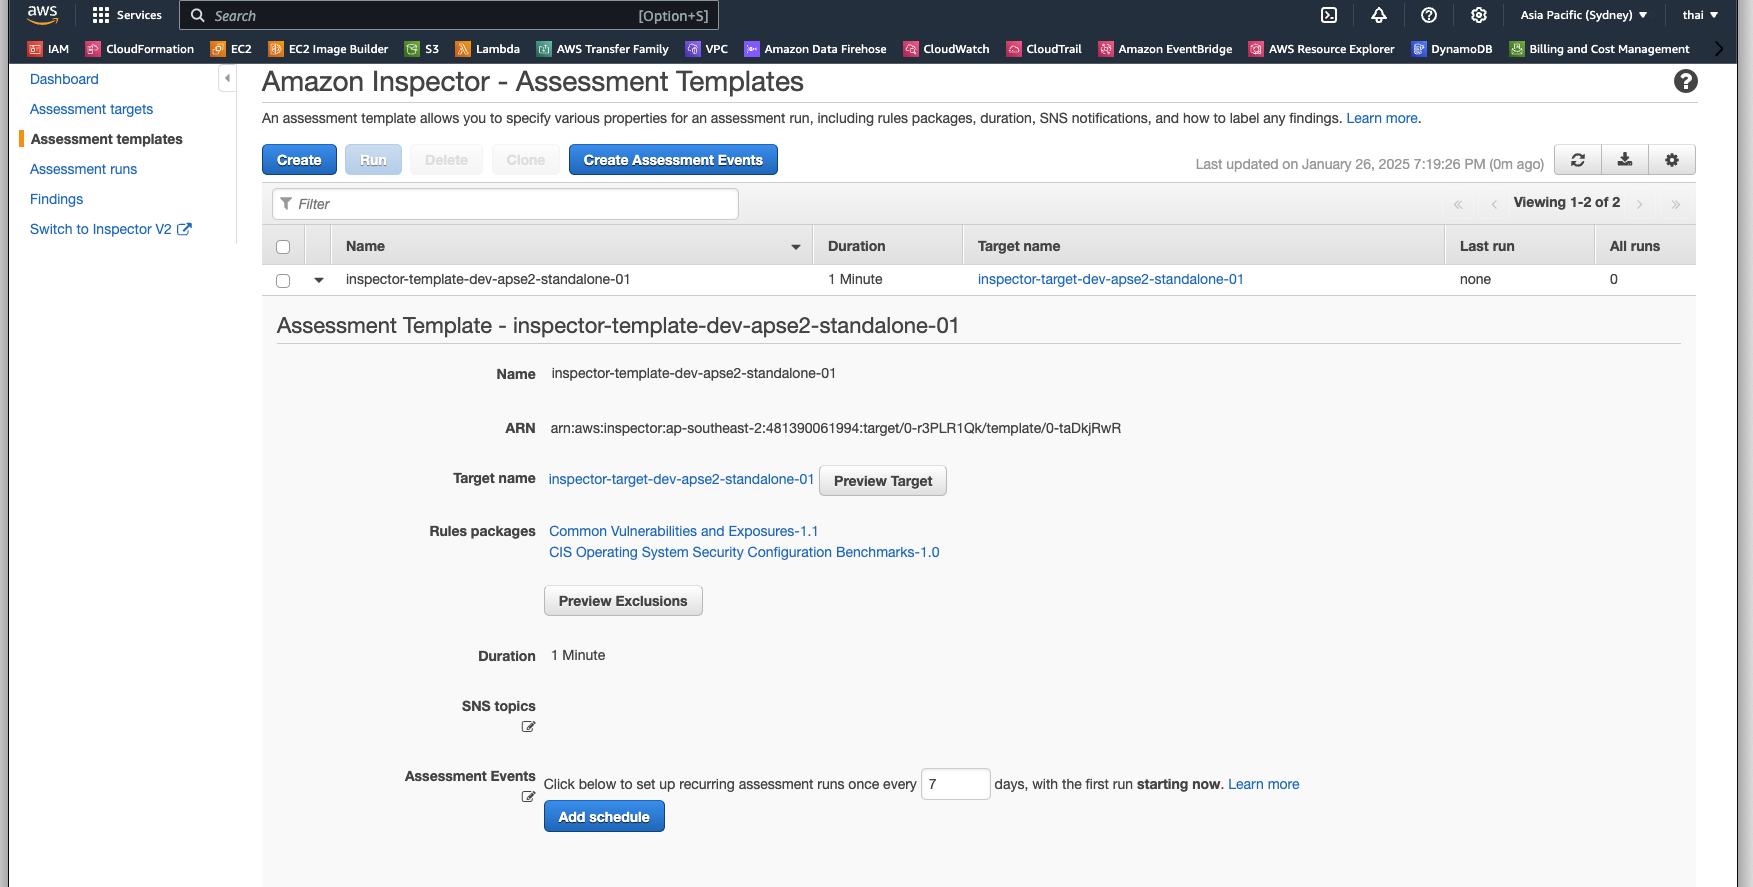 aws Services Search [Option+S] Asia Pacific (Sydney) thai
IAM CloudFormation EC2 EC2 Image Builder S3 Lambda AWS Transfer Family VPC Amazon Data Firehose CloudWatch CloudTrail Amazon EventBridge AWS Resource Explorer DynamoDB Billing and Cost Management
Dashboard
Assessment targets
Assessment templates
Assessment runs
Findings
Switch to Inspector V2
Amazon Inspector - Assessment Templates
An assessment template allows you to specify various properties for an assessment run, including rules packages, duration, SNS notifications, and how to label any findings. Learn more.
Create Run Delete Clone Create Assessment Events Last updated on January 26, 2025 7:19:26 PM (0m ago)
Filter « ‹ Viewing 1-2 of 2 › »
Name Duration Target name Last run All runs
inspector-template-dev-apse2-standalone-01 1 Minute inspector-target-dev-apse2-standalone-01 none 0
Assessment Template - inspector-template-dev-apse2-standalone-01
Name inspector-template-dev-apse2-standalone-01
ARN arn:aws:inspector:ap-southeast-2:481390061994:target/0-r3PLR1Qk/template/0-taDkjRwR
Target name inspector-target-dev-apse2-standalone-01 Preview Target
Rules packages Common Vulnerabilities and Exposures-1.1
CIS Operating System Security Configuration Benchmarks-1.0
Preview Exclusions
Duration 1 Minute
SNS topics
Assessment Events Click below to set up recurring assessment runs once every 7 days, with the first run starting now. Learn more
Add schedule